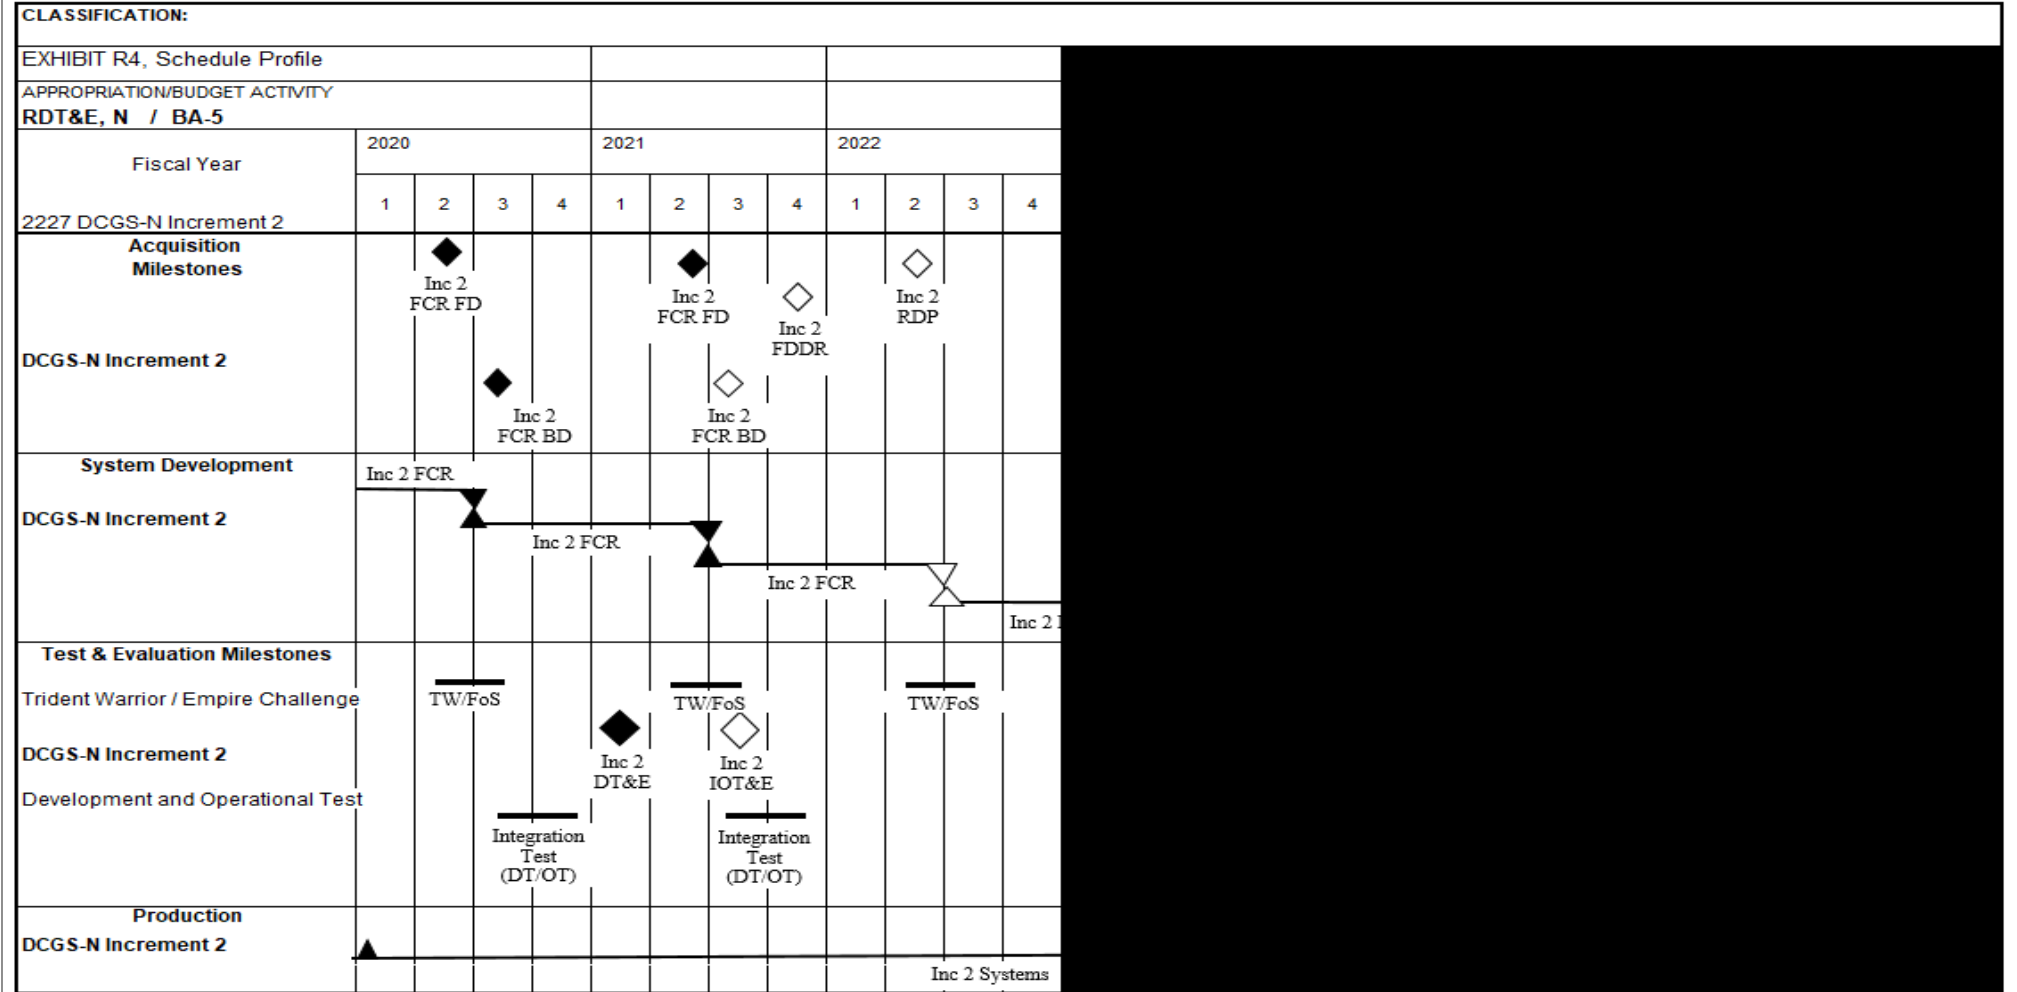 CLASSIFICATION:
EXHIBIT R4, Schedule Profile
APPROPRIATION/BUDGET ACTIVITY
RDT&E, N / BA-5
Fiscal Year
2020
2021
2022
2227 DCGS-N Increment 2
1 2 3 4 1 2 3 4 1 2 3 4
Acquisition
Milestones
Inc 2
FCR FD
Inc 2
FCR FD
Inc 2
FDDR
Inc 2
RDP
DCGS-N Increment 2
Inc 2
FCR BD
Inc 2
FCR BD
System Development
Inc 2 FCR
DCGS-N Increment 2
Inc 2 FCR
Inc 2 FCR
Inc 2
Test & Evaluation Milestones
Trident Warrior / Empire Challenge
TW/FoS
TW/FoS
TW/FoS
DCGS-N Increment 2
Inc 2
DT&E
Inc 2
IOT&E
Development and Operational Test
Integration
Test
(DT/OT)
Integration
Test
(DT/OT)
Production
DCGS-N Increment 2
Inc 2 Systems